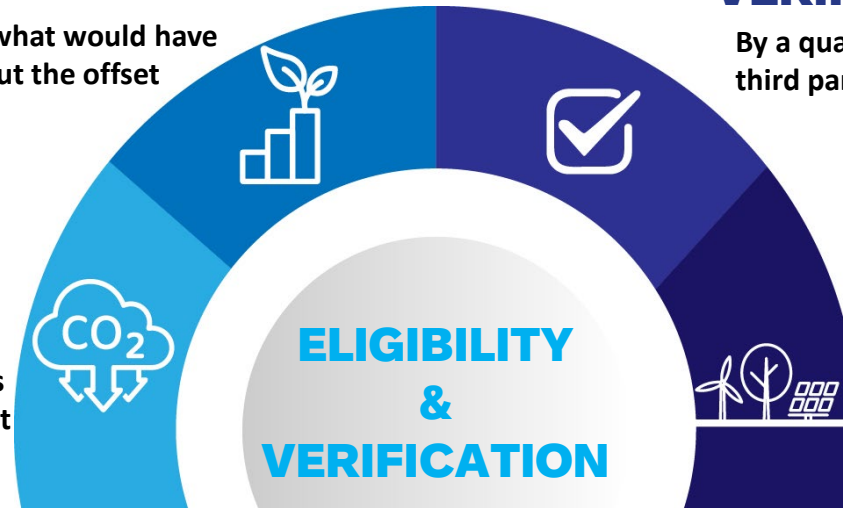 what would have
ut the offset
By a qua
third par
CO2
s
t
ELIGIBILITY
&
VERIFICATION